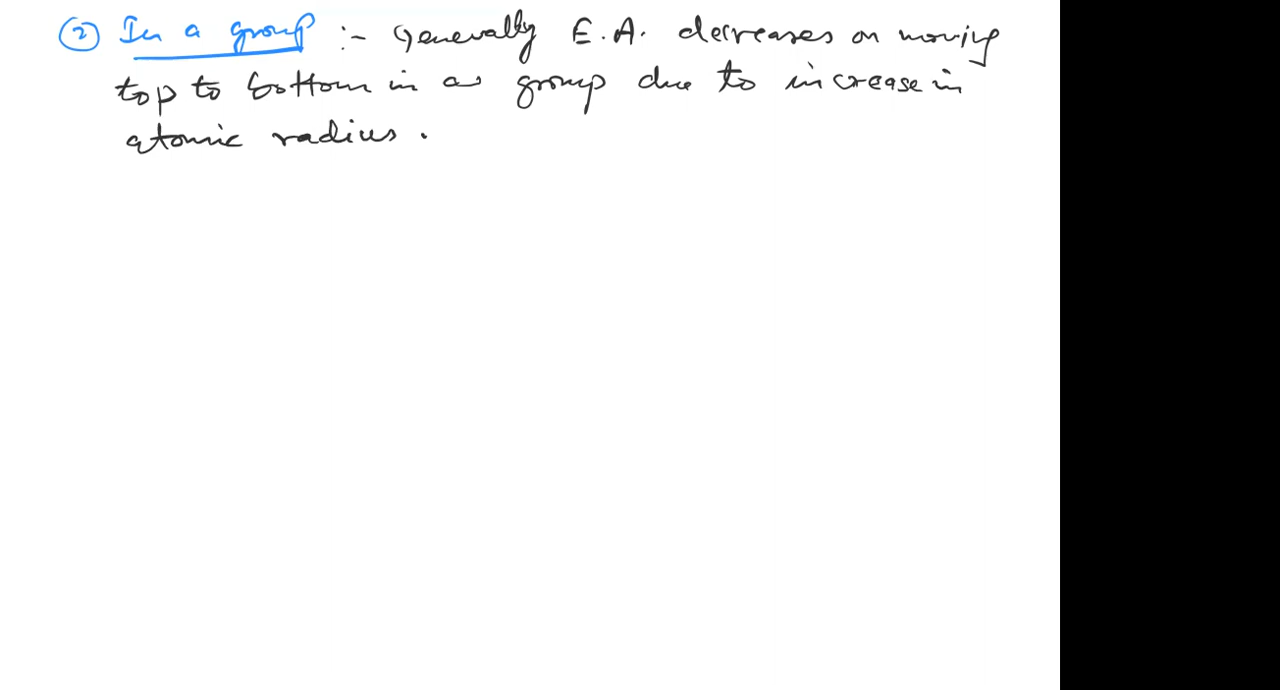 ② In a group :- Generally E.A. decreases on moving
top to bottom in a group due to increase in
atomic radius.